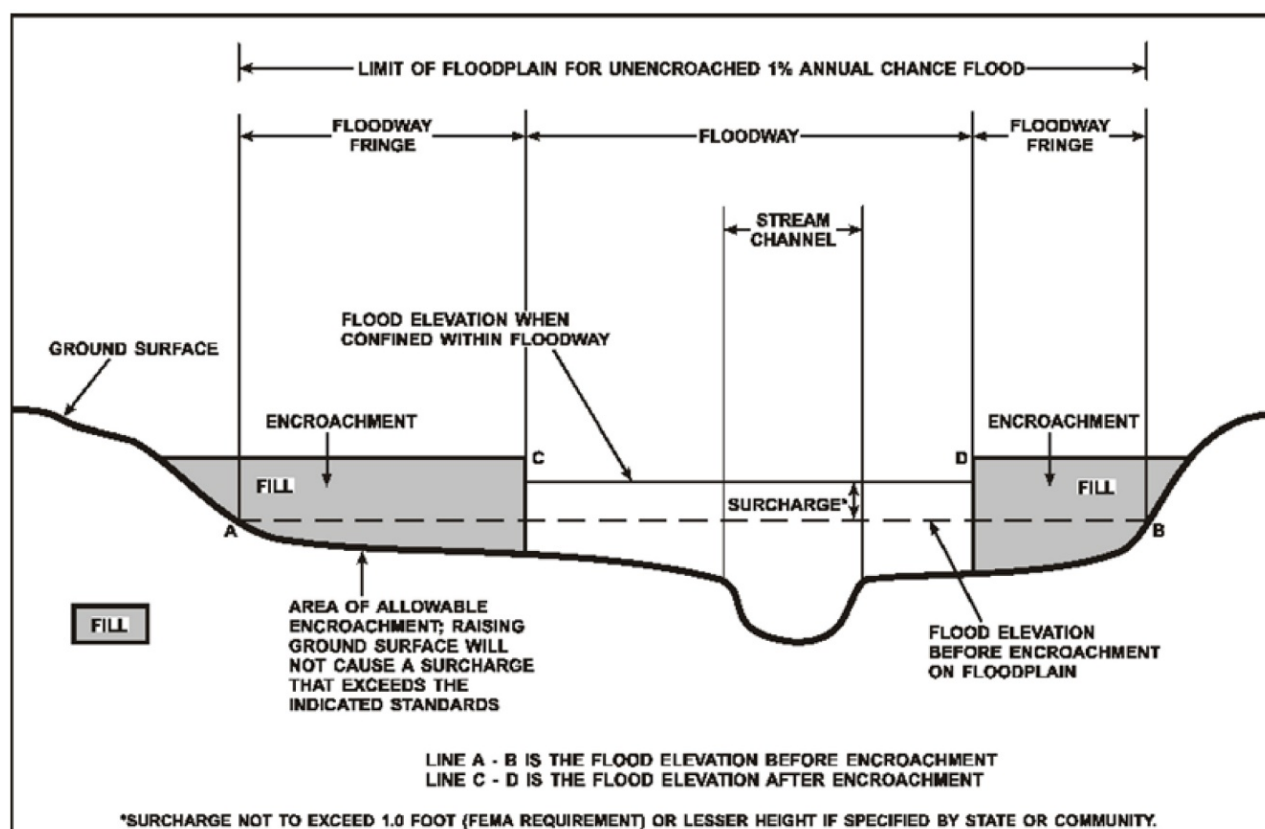 LIMIT OF FLOODPLAIN FOR UNENCROACHED 1% ANNUAL CHANCE FLOOD
FLOODWAY
FRINGE
FLOODWAY
FLOODWAY
FRINGE
STREAM
CHANNEL
FLOOD ELEVATION WHEN
CONFINED WITHIN FLOODWAY
GROUND SURFACE
ENCROACHMENT
ENCROACHMENT
C
D
FILL
FILL
SURCHARGE*
A
B
AREA OF ALLOWABLE
ENCROACHMENT; RAISING
GROUND SURFACE WILL
NOT CAUSE A SURCHARGE
THAT EXCEEDS THE
INDICATED STANDARDS
FILL
FLOOD ELEVATION
BEFORE ENCROACHMENT
ON FLOODPLAIN
LINE A - B IS THE FLOOD ELEVATION BEFORE ENCROACHMENT
LINE C - D IS THE FLOOD ELEVATION AFTER ENCROACHMENT
*SURCHARGE NOT TO EXCEED 1.0 FOOT (FEMA REQUIREMENT) OR LESSER HEIGHT IF SPECIFIED BY STATE OR COMMUNITY.